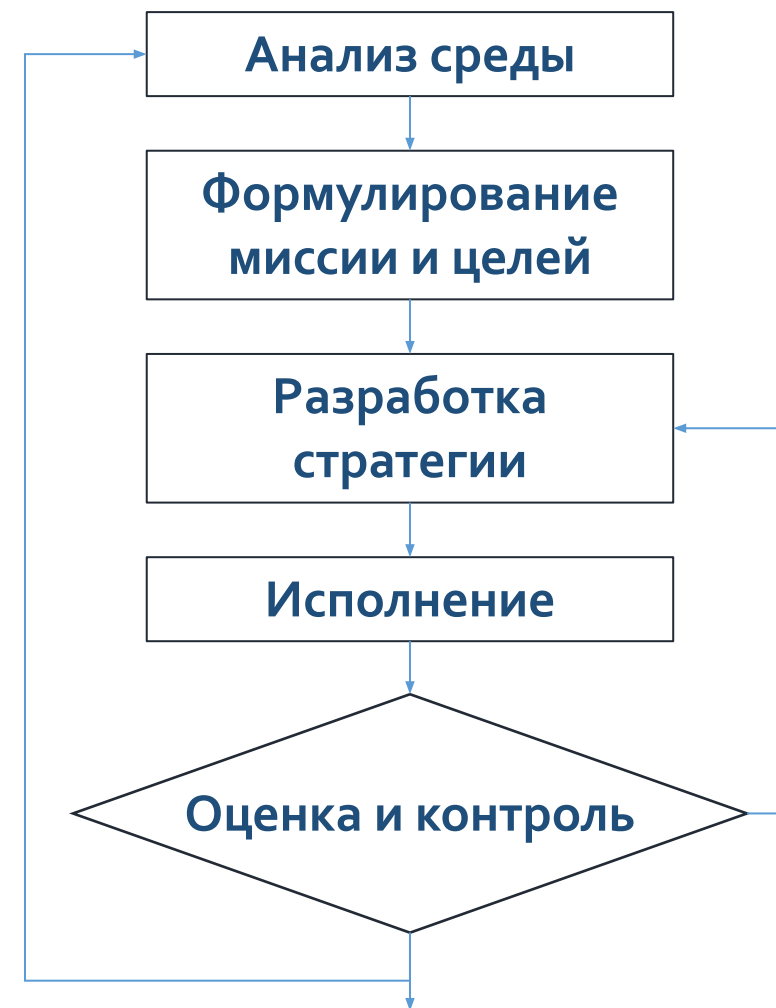 Анализ среды
Формулирование
миссии и целей
Разработка
стратегии
Исполнение
Оценка и контроль